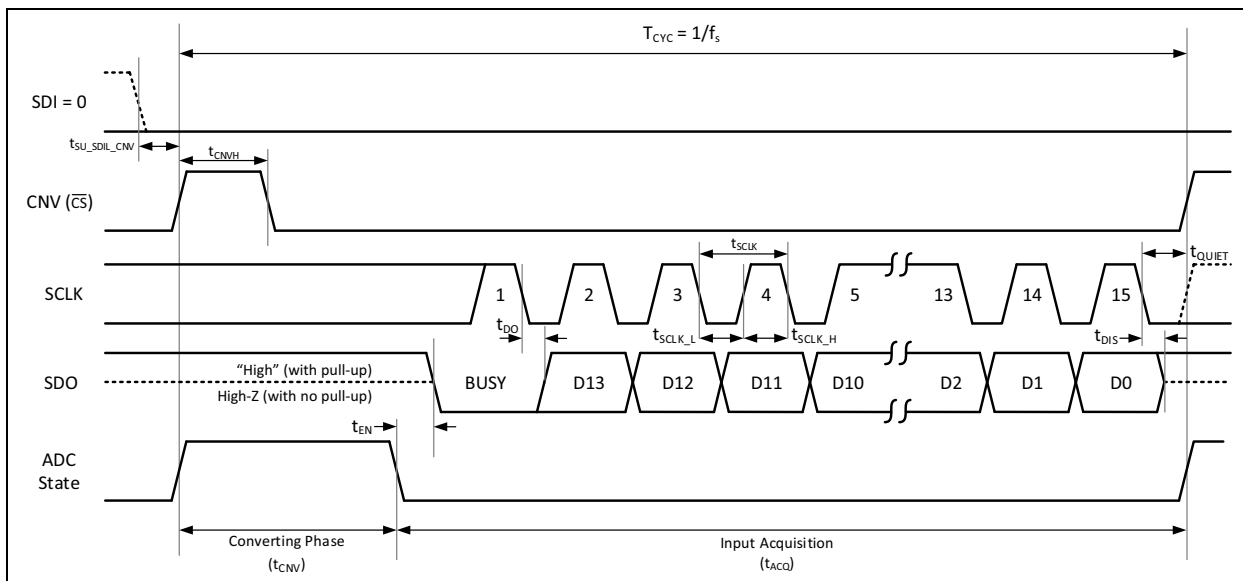 TCYC = 1/fs
SDI = 0
tSU_SDIL_CNV
tCNVH
CNV (CS)
tSCLK
tQUIET
SCLK
1 2 3 4 5 13 14 15
tDO
tSCLK_L
tSCLK_H
tDIS
SDO
“High” (with pull-up)
High-Z (with no pull-up)
BUSY D13 D12 D11 D10 D2 D1 D0
tEN
ADC
State
Converting Phase
(tCNV)
Input Acquisition
(tACQ)